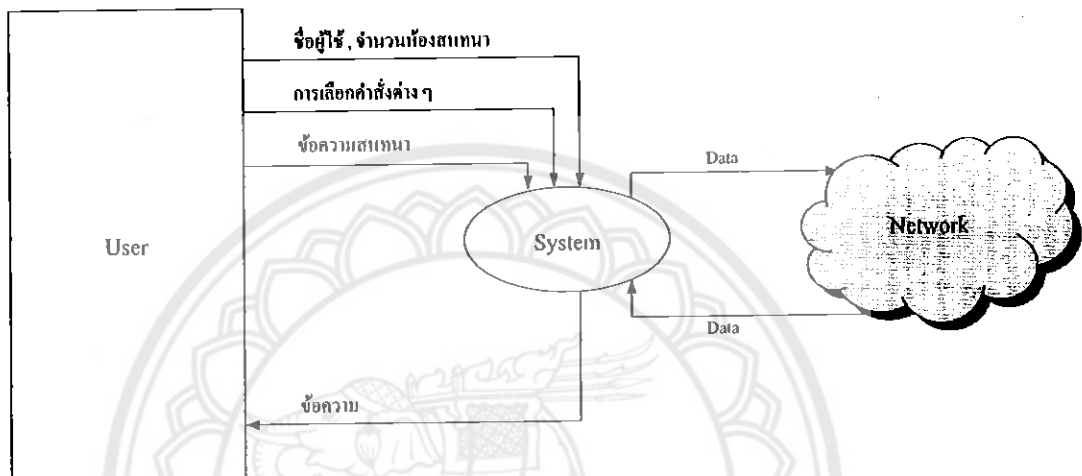 ชื่อผู้ใช้ , จำนวนห้องสนทนา
การเลือกคำสั่งต่าง ๆ
ข้อความสนทนา
Data
User
System
Network
Data
ข้อความ